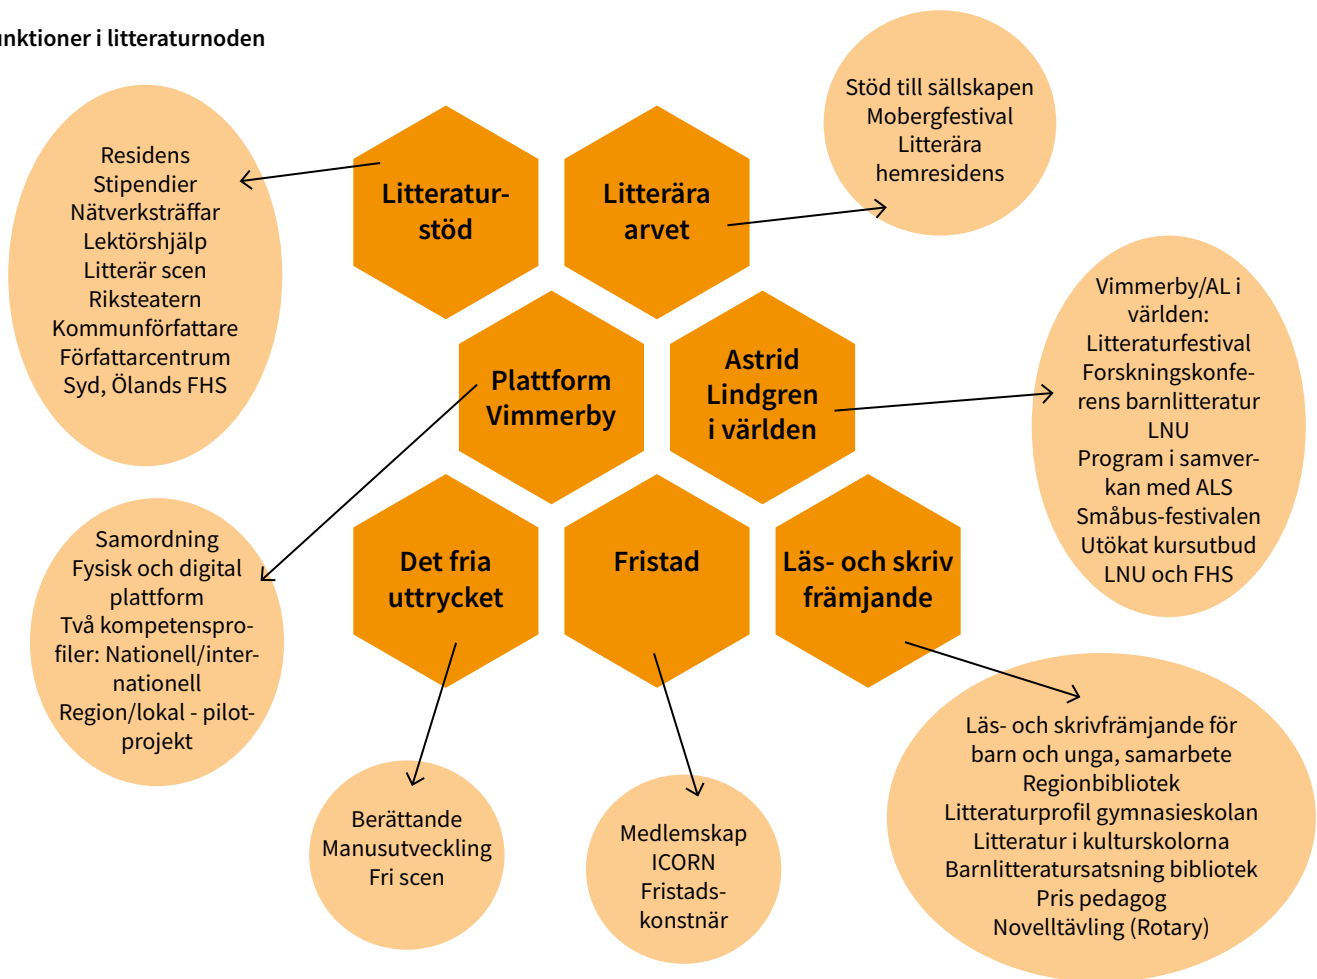 unktioner i litteraturnoden
Residens
Stipendier
Nätverksträffar
Lektörshjälp
Litterär scen
Riksteatern
Kommunförfattare
Författarcentrum
Syd, Ölands FHS
Litteratur-
stöd
Litterära
arvet
Stöd till sällskapen
Mobergfestival
Litterära
hemresidens
Plattform
Vimmerby
Astrid
Lindgren
i världen
Vimmerby/AL i
världen:
Litteraturfestival
Forskningskonfe-
rens barnlitteratur
LNU
Program i samver-
kan med ALS
Småbus-festivalen
Utökat kursutbud
LNU och FHS
Samordning
Fysisk och digital
plattform
Två kompetenspro-
filer: Nationell/inter-
nationell
Region/lokal - pilot-
projekt
Det fria
uttrycket
Fristad
Läs- och skriv
främjande
Berättande
Manusutveckling
Fri scen
Medlemskap
ICORN
Fristads-
konstnär
Läs- och skrivfrämjande för
barn och unga, samarbete
Regionbibliotek
Litteraturprofil gymnasieskolan
Litteratur i kulturskolorna
Barnlitteratursatsning bibliotek
Pris pedagog
Novelltävling (Rotary)